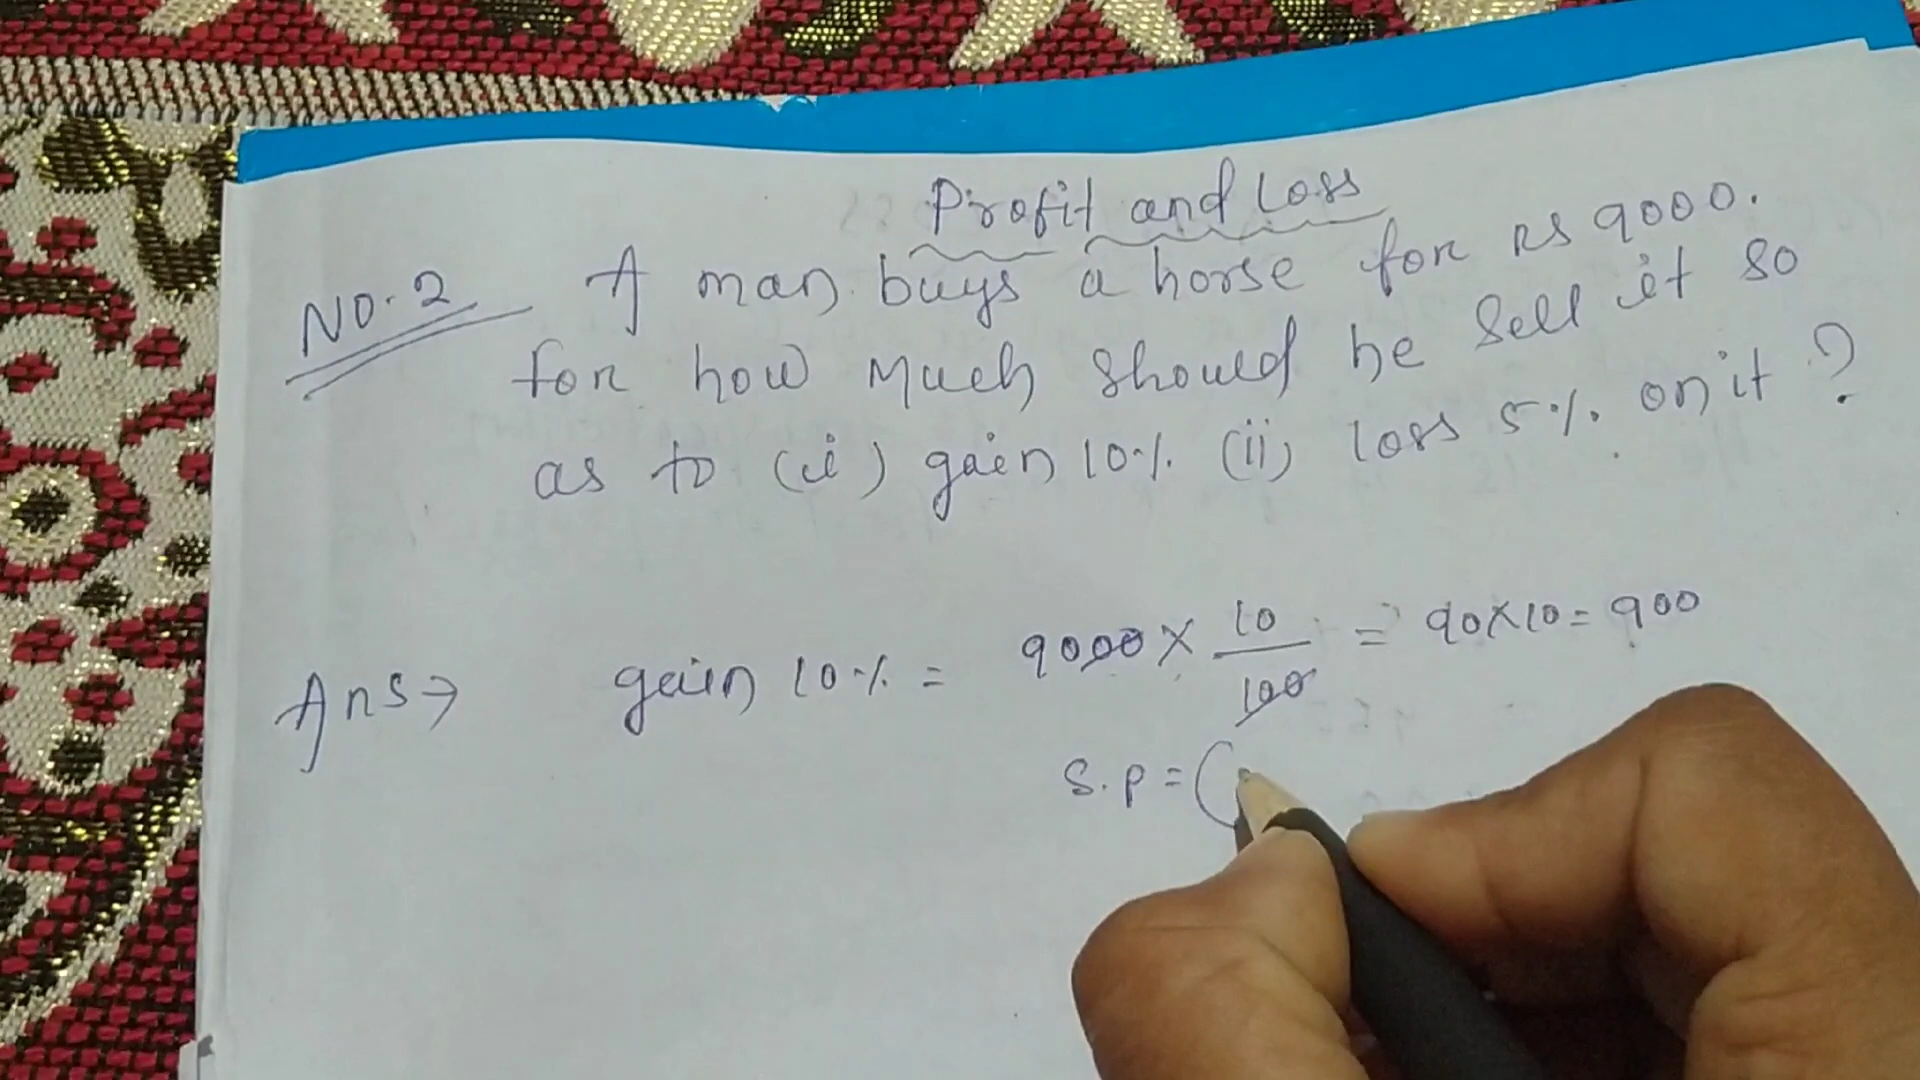 Profit and Loss
NO. 2 A man buys a horse for Rs 9000.
for how much should he sell it so
as to (i) gain 10% (ii) loss 5% on it ?
Ans → gain 10% = 9000 × 10/100 = 90×10 = 900
S.P = (